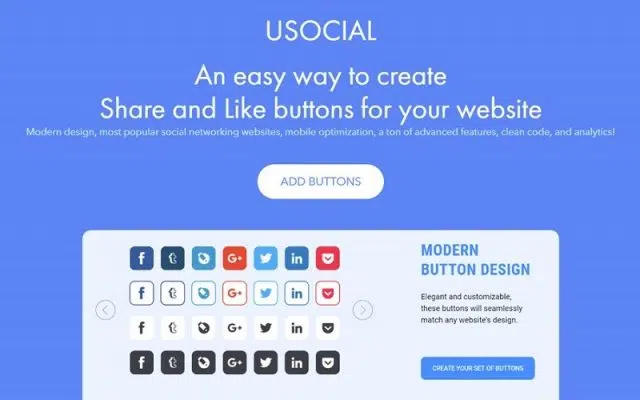 USOCIAL
An easy way to create
Share and Like buttons for your website
Modern design, most popular social networking websites, mobile optimization, a ton of advanced features, clean code, and analytics!
ADD BUTTONS
MODERN
BUTTON DESIGN
Elegant and customizable,
these buttons will seamlessly
match any website's design.
CREATE YOUR SET OF BUTTONS